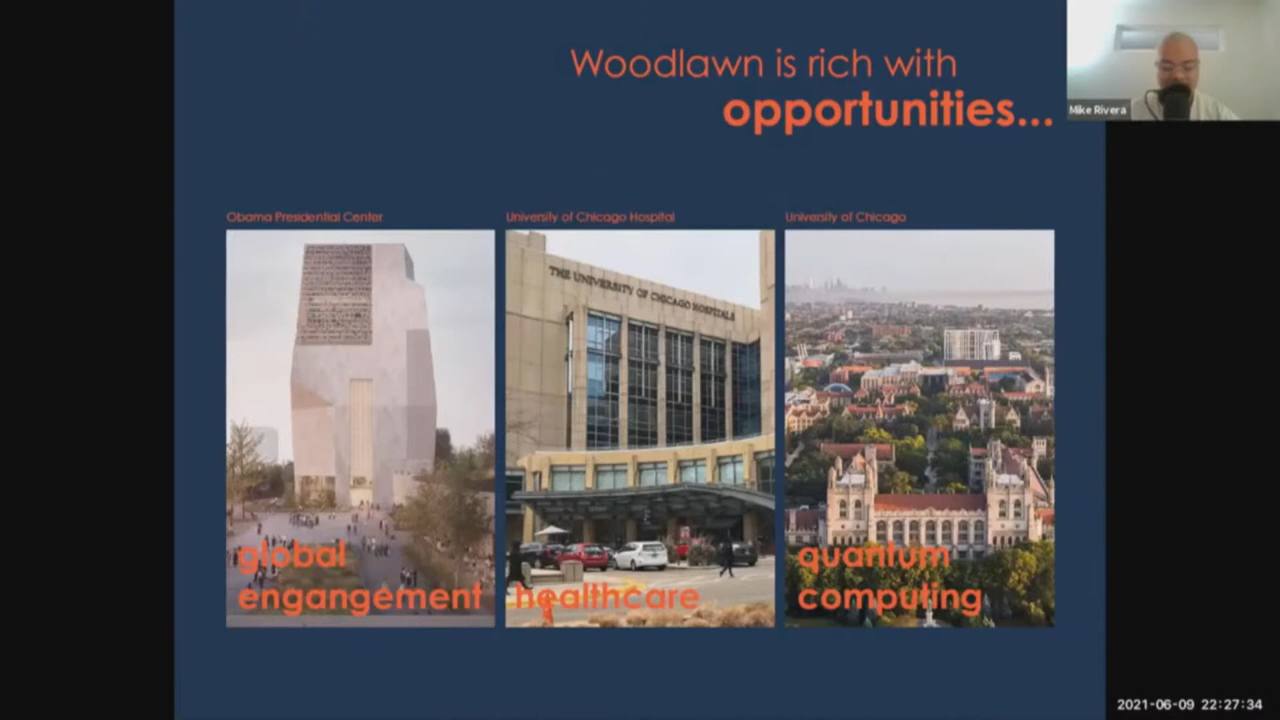 Woodlawn is rich with
opportunities...
Mike Rivera
Obama Presidential Center
University of Chicago Hospital
University of Chicago
THE UNIVERSITY OF CHICAGO HOSPITALS
global
engangement
healthcare
quantum
computing
2021-06-09 22:27:34